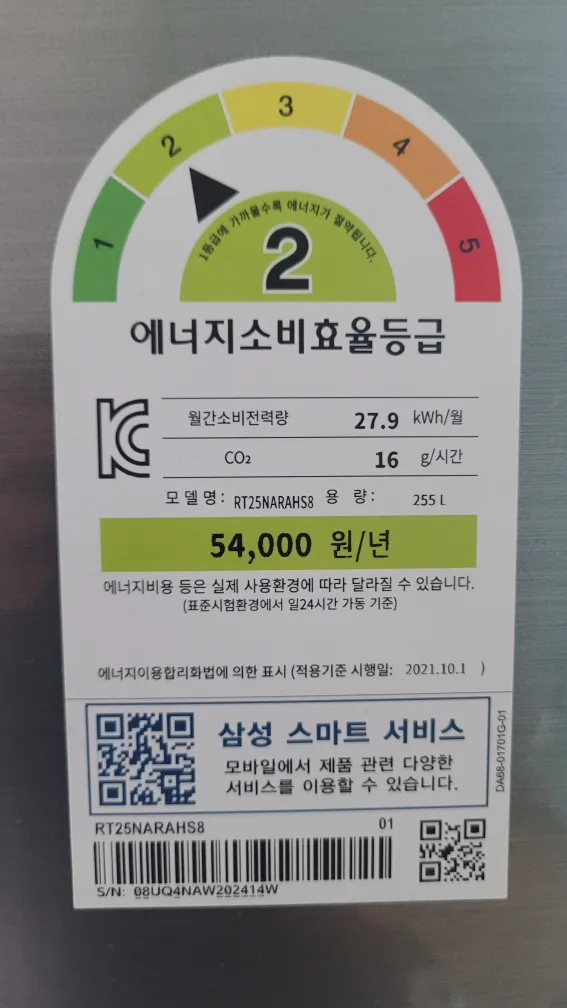 1
2
3
4
5
1등급에 가까울수록 에너지가 절약됩니다.
2
에너지소비효율등급
월간소비전력량 27.9 kWh/월
CO₂ 16 g/시간
모 델 명 : RT25NARAHS8 용 량 : 255 L
54,000 원/년
에너지비용 등은 실제 사용환경에 따라 달라질 수 있습니다.
(표준시험환경에서 일24시간 가동 기준)
에너지이용합리화법에 의한 표시 (적용기준 시행일: 2021.10.1 )
삼성 스마트 서비스
모바일에서 제품 관련 다양한
서비스를 이용할 수 있습니다.
DA68-01701G-01
RT25NARAHS8 01
S/N: 08UQ4NAW202414W